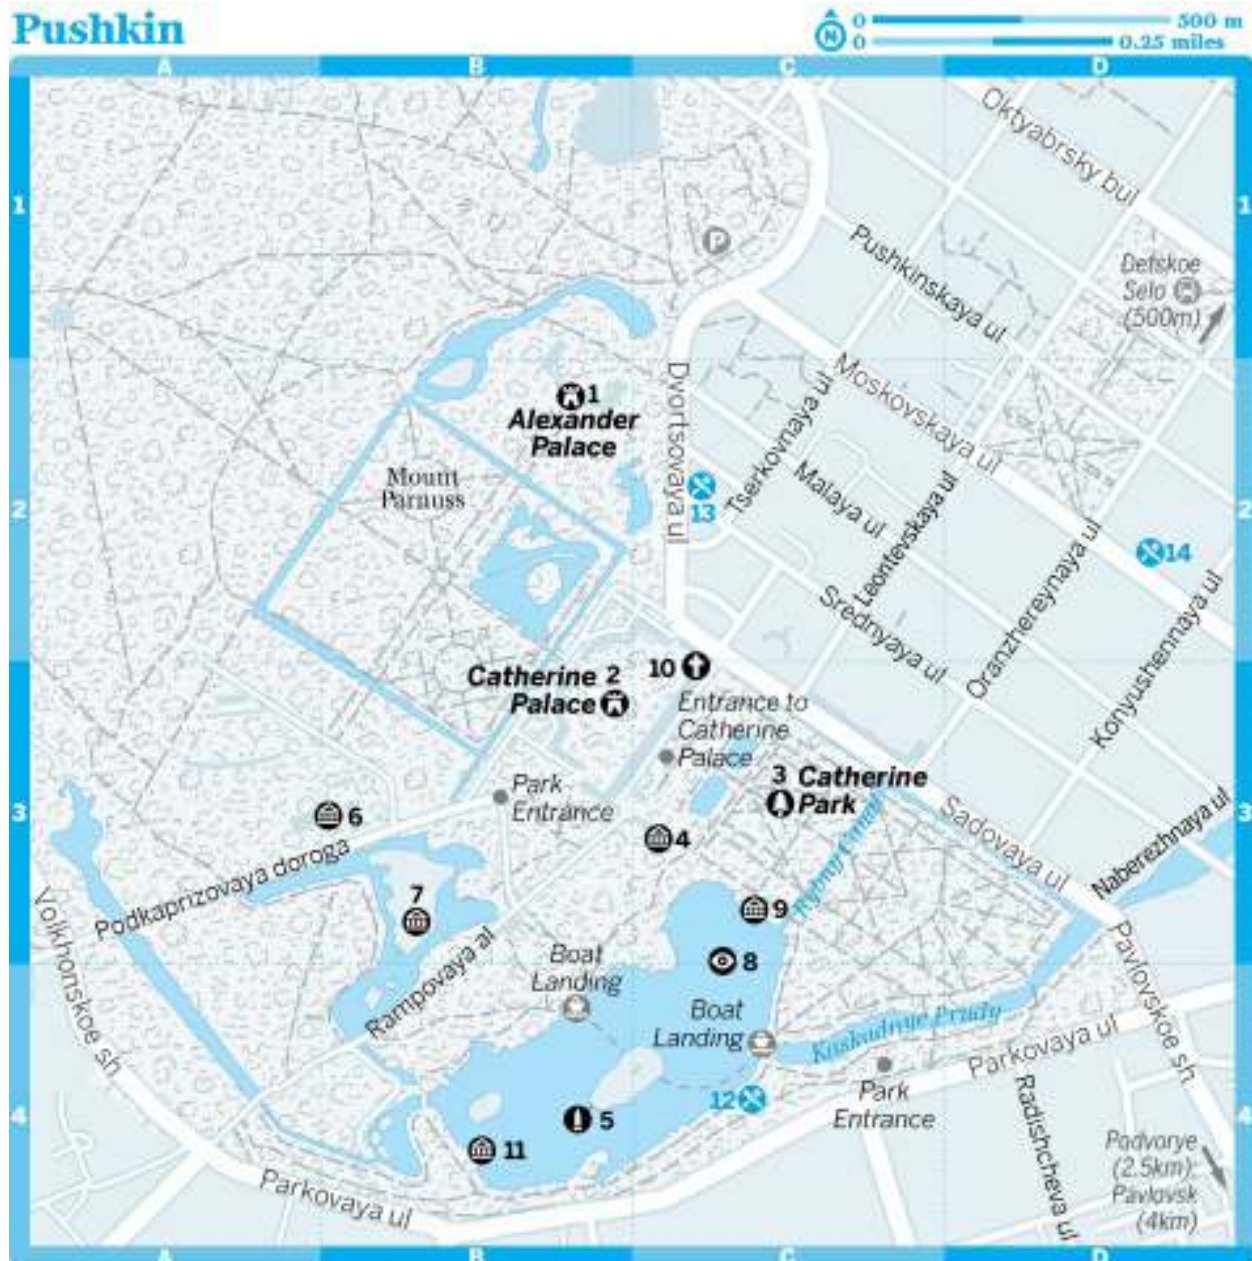 Pushkin
N
0
500 m
0
0.25 miles
A
B
C
D
1
1
Oktyabrsky bul
P
Pushkinskaya ul
Detskoe
Selo
(500m)
Dvortsovaya ul
Moskovskaya ul
1
Alexander
Palace
Tserkovnaya ul
Mount
Parnuss
2
2
13
Malaya ul
Leontevskaya ul
14
Srednyaya ul
Oranzhereynaya ul
Konyushennaya ul
10
Catherine 2
Palace
Entrance to
Catherine
Palace
3 Catherine
Park
Park
Entrance
3
3
6
4
Sadovaya ul
Naberezhnaya ul
Podkaprizovaya doroga
7
9
Volkhonskoe sh
Rampovaya al
8
Boat
Landing
Boat
Landing
Pavlovskoe sh
Kaskadnye Prudy
Parkovaya ul
Park
Entrance
12
5
4
4
11
Radishcheva ul
Podvorye
(2.5km);
Pavlovsk
(4km)
Parkovaya ul
A
B
C
D